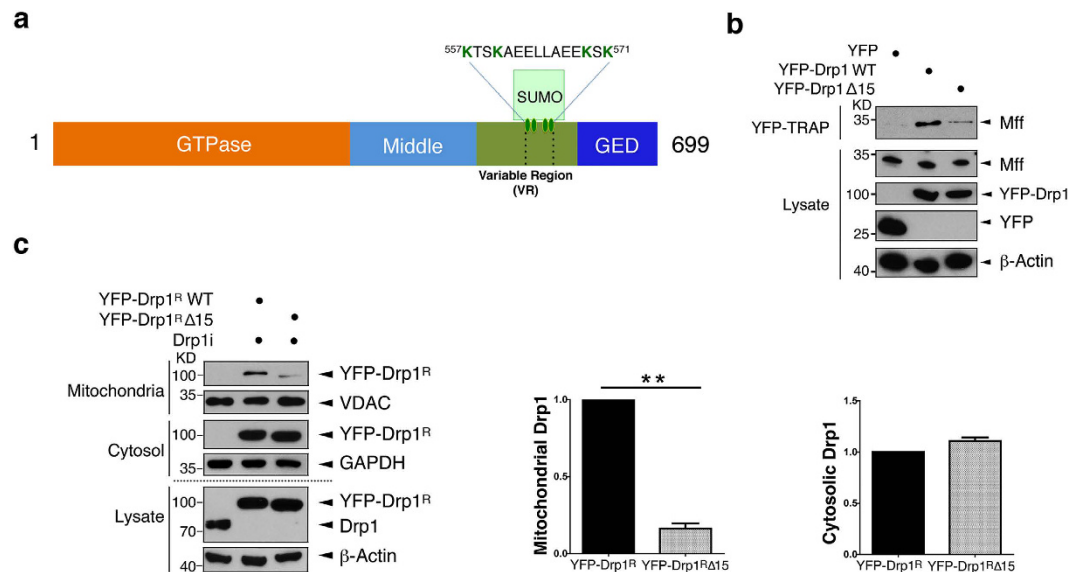 a
⁵⁵⁷KTSKAEELLAEEKSK⁵⁷¹
SUMO
1 GTPase Middle GED 699
Variable Region
(VR)
b
YFP
YFP-Drp1 WT
YFP-Drp1 Δ15
KD
YFP-TRAP 35 Mff
Lysate
35 Mff
100 YFP-Drp1
25 YFP
40 β-Actin
c
YFP-Drp1ᴿ WT
YFP-Drp1ᴿ Δ15
Drp1i
KD
Mitochondria
100 YFP-Drp1ᴿ
35 VDAC
Cytosol
100 YFP-Drp1ᴿ
35 GAPDH
Lysate
100 YFP-Drp1ᴿ
70 Drp1
40 β-Actin
**
Mitochondrial Drp1
1.0
0.5
0.0
YFP-Drp1ᴿ YFP-Drp1ᴿΔ15
Cytosolic Drp1
1.5
1.0
0.5
0.0
YFP-Drp1ᴿ YFP-Drp1ᴿΔ15